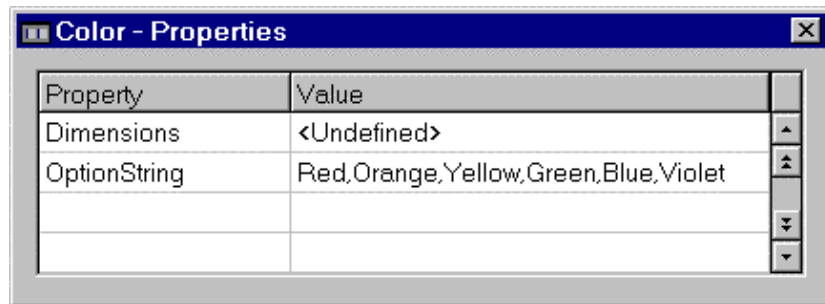 Color - Properties
Property Value
Dimensions <Undefined>
OptionString Red,Orange,Yellow,Green,Blue,Violet